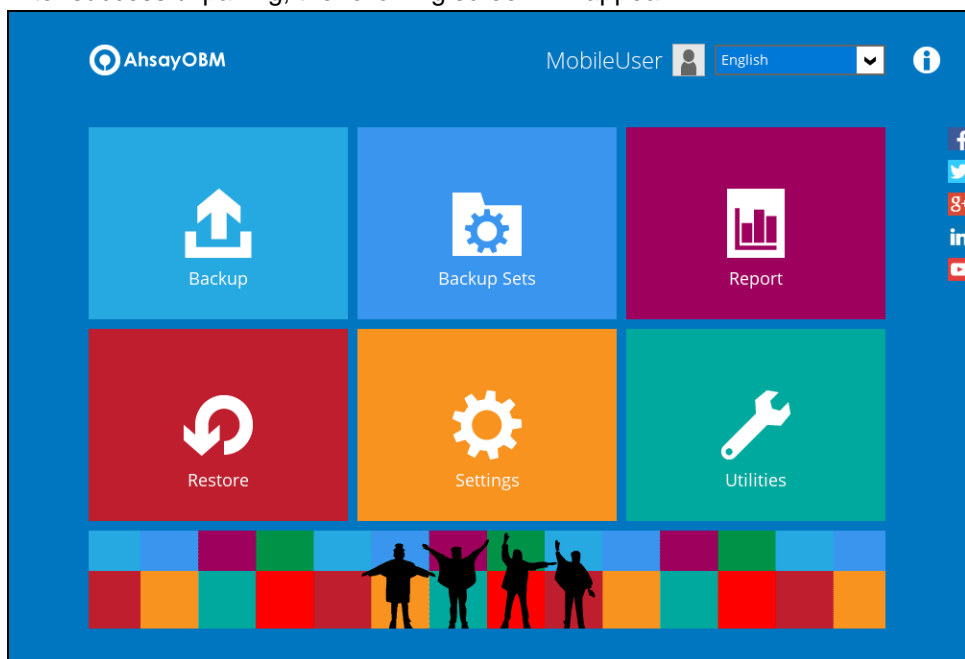 AhsayOBM
MobileUser
English
Backup
Backup Sets
Report
Restore
Settings
Utilities